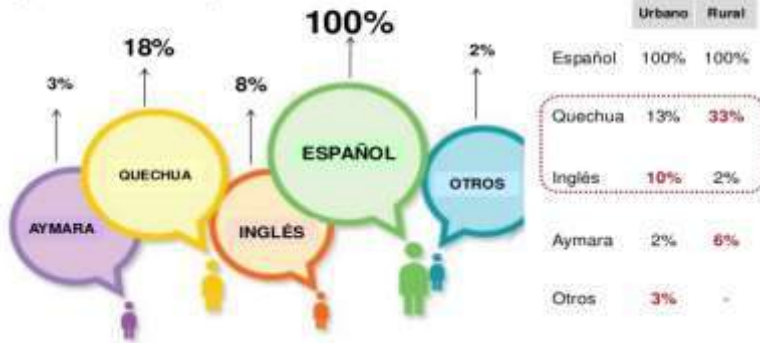 100%
18%
2%
3%
8%
ESPAÑOL
QUECHUA
OTROS
AYMARA
INGLÉS
Urbano Rural
Español 100% 100%
Quechua 13% 33%
Inglés 10% 2%
Aymara 2% 6%
Otros 3% -